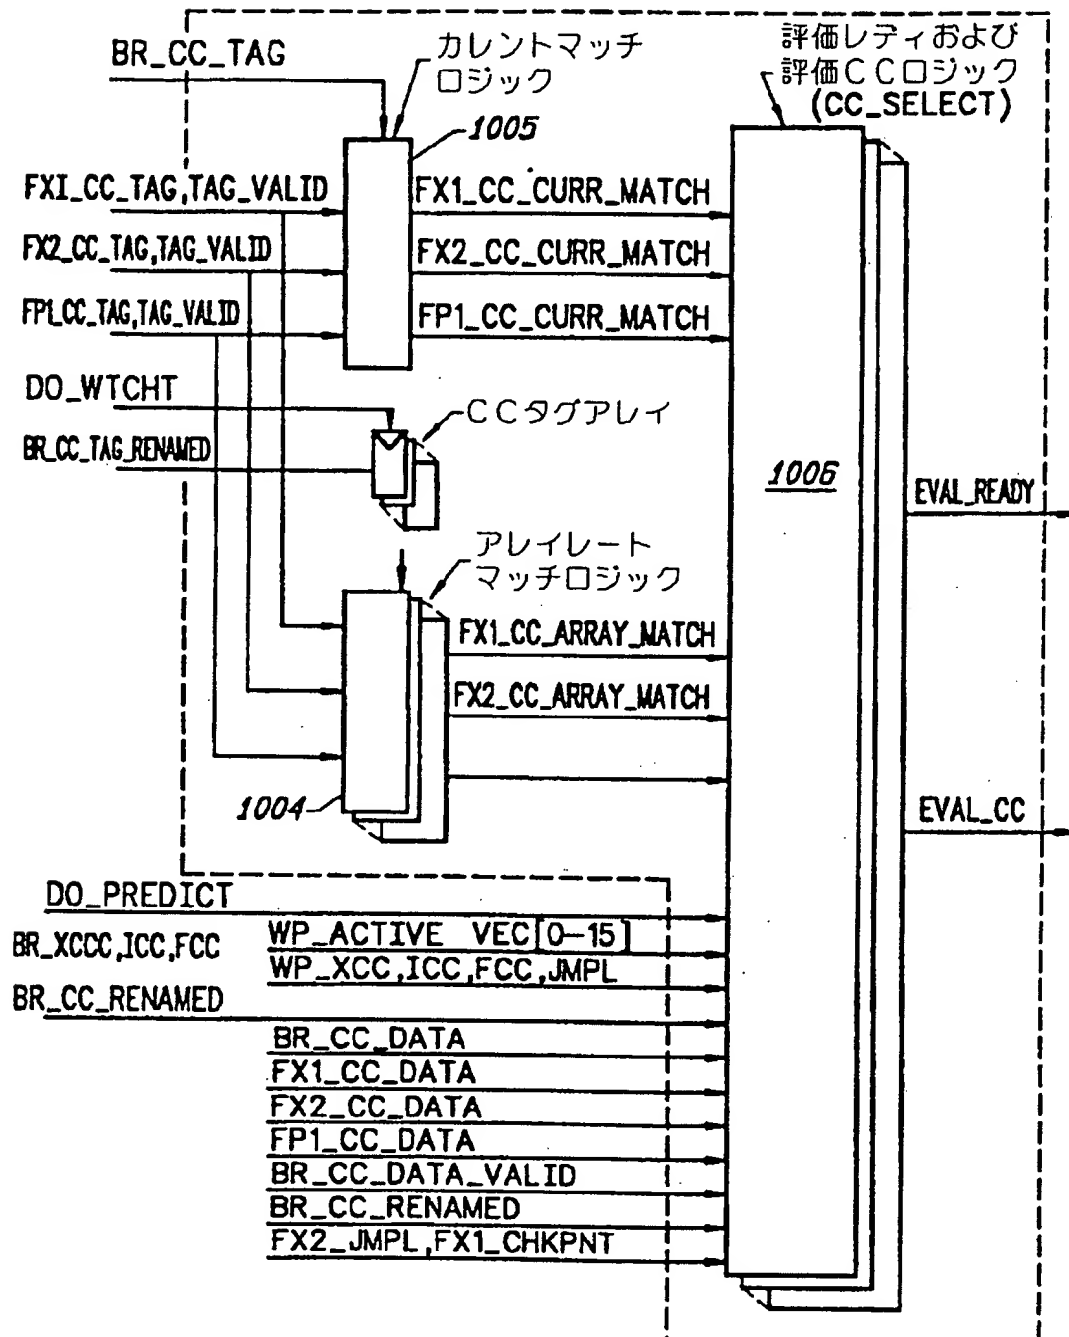 BR_CC_TAG
カレントマッチ
ロジック
1005
評価レディおよび
評価CCロジック
(CC_SELECT)
FXI_CC_TAG,TAG_VALID
FX1_CC_CURR_MATCH
FX2_CC_TAG,TAG_VALID
FX2_CC_CURR_MATCH
FP1_CC_TAG,TAG_VALID
FP1_CC_CURR_MATCH
DO_WTCHT
CCタグアレイ
BR_CC_TAG_RENAMED
1006
EVAL_READY
アレイレート
マッチロジック
FX1_CC_ARRAY_MATCH
FX2_CC_ARRAY_MATCH
1004
EVAL_CC
DO_PREDICT
WP_ACTIVE VEC[0-15]
BR_XCCC,ICC,FCC
WP_XCC,ICC,FCC,JMPL
BR_CC_RENAMED
BR_CC_DATA
FX1_CC_DATA
FX2_CC_DATA
FP1_CC_DATA
BR_CC_DATA_VALID
BR_CC_RENAMED
FX2_JMPL,FX1_CHKPNT